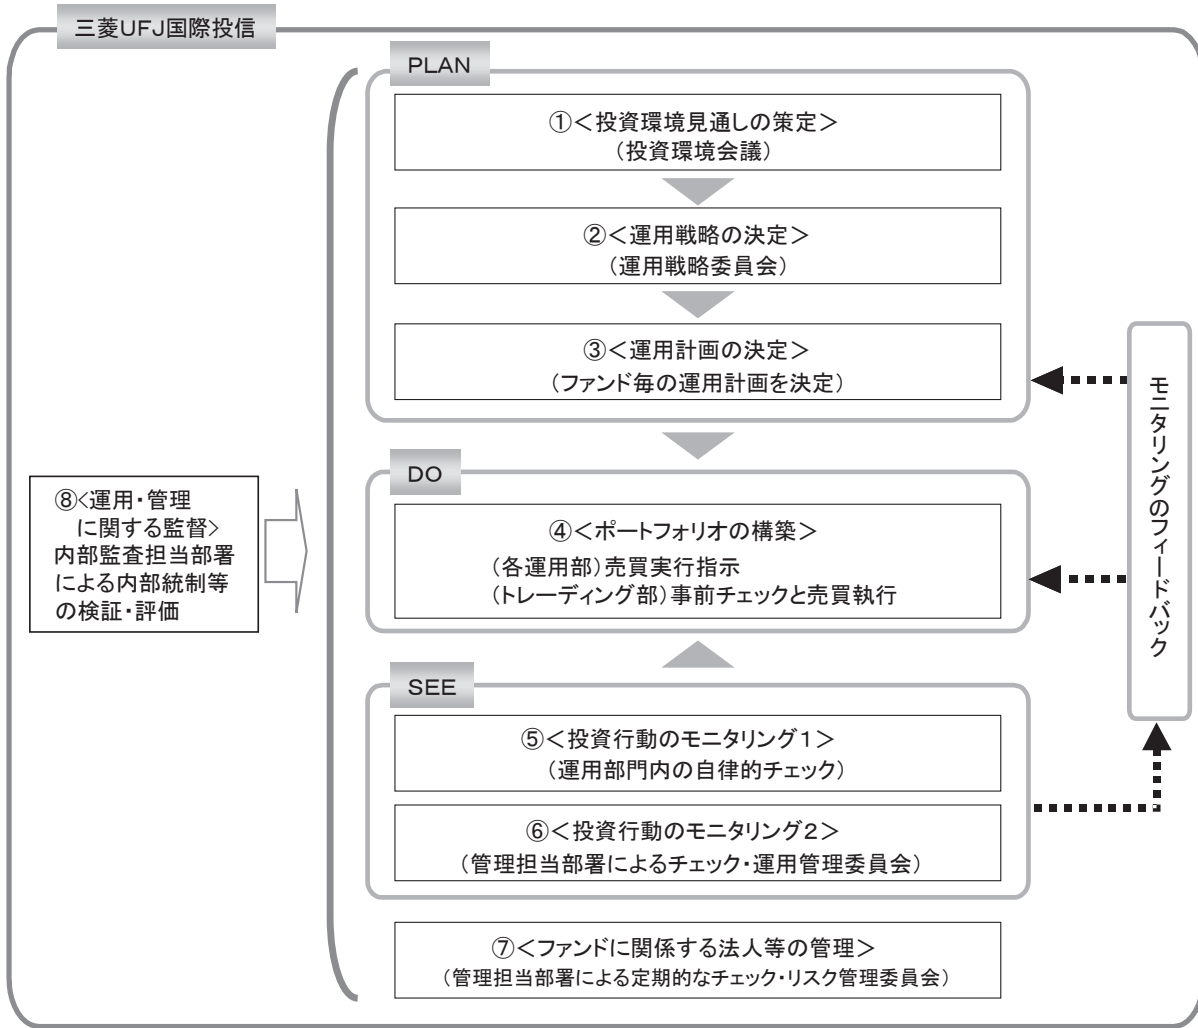 三菱UFJ国際投信
PLAN
①＜投資環境見通しの策定＞
（投資環境会議）
②＜運用戦略の決定＞
（運用戦略委員会）
③＜運用計画の決定＞
（ファンド毎の運用計画を決定）
DO
④＜ポートフォリオの構築＞
（各運用部）売買実行指示
（トレーディング部）事前チェックと売買執行
SEE
⑤＜投資行動のモニタリング１＞
（運用部門内の自律的チェック）
⑥＜投資行動のモニタリング２＞
（管理担当部署によるチェック・運用管理委員会）
⑦＜ファンドに関係する法人等の管理＞
（管理担当部署による定期的なチェック・リスク管理委員会）
⑧<運用・管理
に関する監督>
内部監査担当部署
による内部統制等
の検証・評価
モニタリングのフィードバック